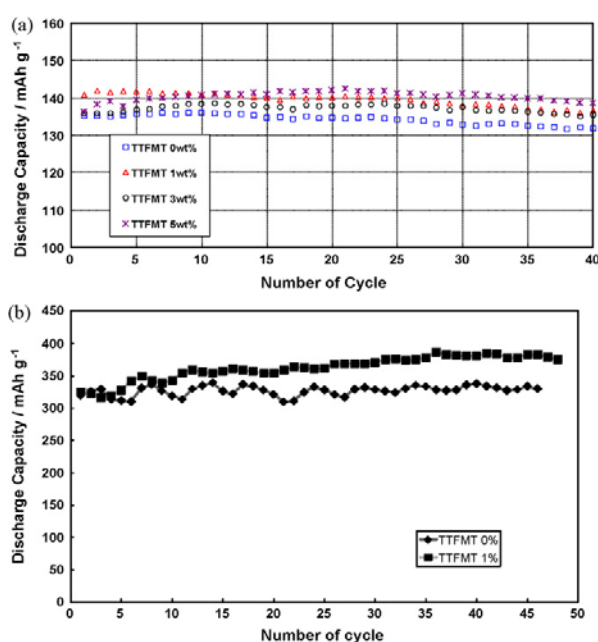 (a)
160
150
140
130
120
110
100
Discharge Capacity / mAh g⁻¹
TTFMT 0wt%
TTFMT 1wt%
TTFMT 3wt%
TTFMT 5wt%
0 5 10 15 20 25 30 35 40
Number of Cycle
(b)
450
400
350
300
250
200
150
100
50
0
Discharge Capacity / mAh g⁻¹
TTFMT 0%
TTFMT 1%
0 5 10 15 20 25 30 35 40 45 50
Number of cycle